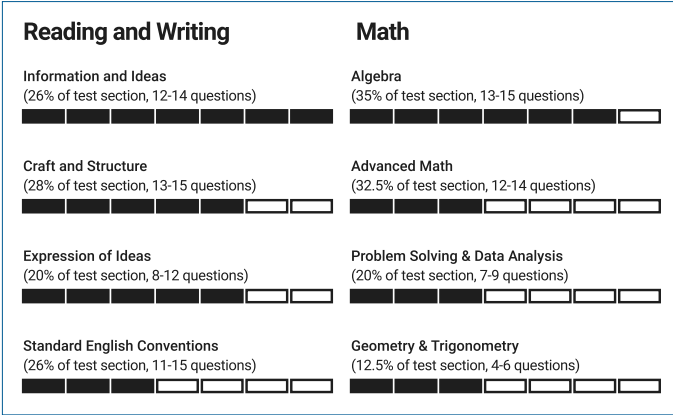 Reading and Writing
Information and Ideas
(26% of test section, 12-14 questions)
Craft and Structure
(28% of test section, 13-15 questions)
Expression of Ideas
(20% of test section, 8-12 questions)
Standard English Conventions
(26% of test section, 11-15 questions)
Math
Algebra
(35% of test section, 13-15 questions)
Advanced Math
(32.5% of test section, 12-14 questions)
Problem Solving & Data Analysis
(20% of test section, 7-9 questions)
Geometry & Trigonometry
(12.5% of test section, 4-6 questions)